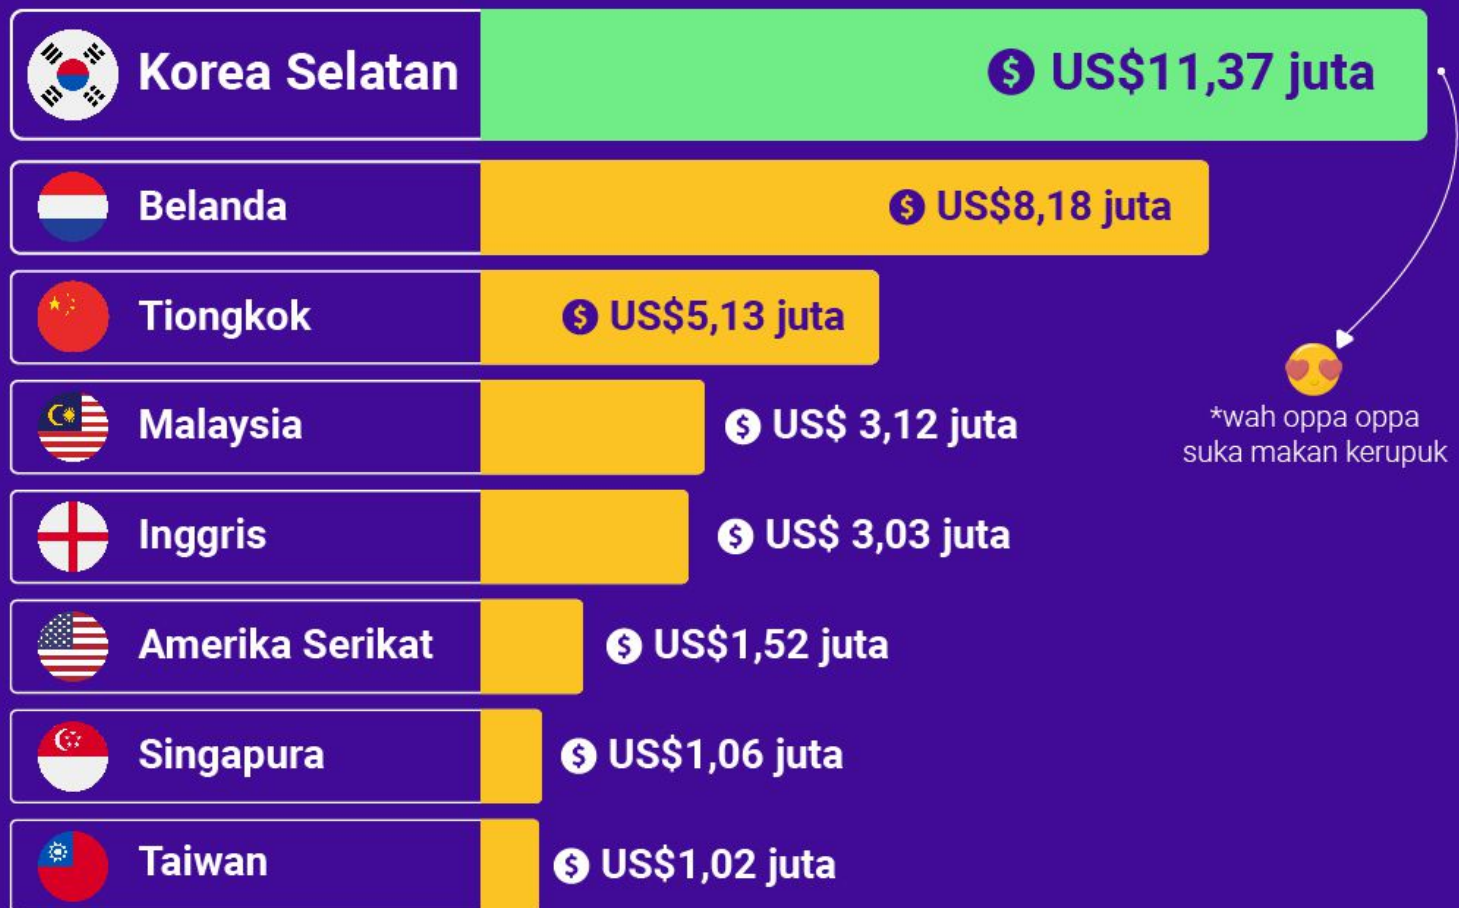 Korea Selatan
US$11,37 juta
Belanda
US$8,18 juta
Tiongkok
US$5,13 juta
Malaysia
US$ 3,12 juta
*wah oppa oppa
suka makan kerupuk
Inggris
US$ 3,03 juta
Amerika Serikat
US$1,52 juta
Singapura
US$1,06 juta
Taiwan
US$1,02 juta